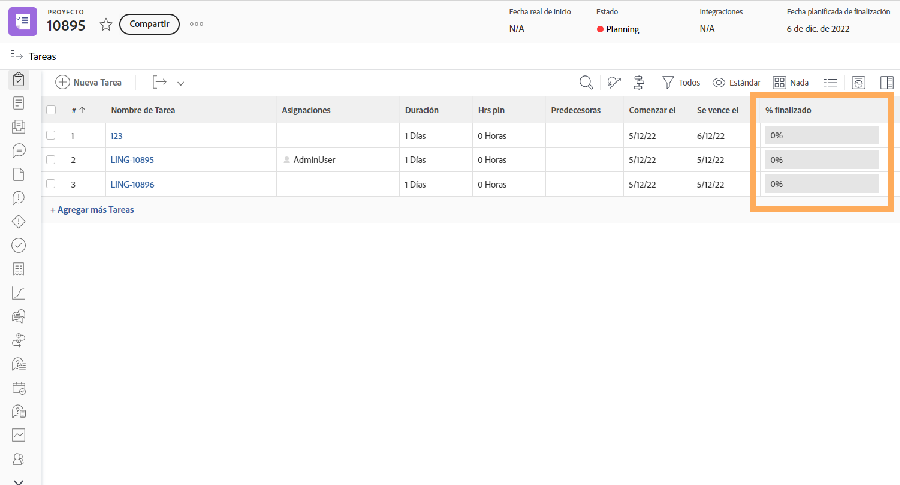 PROYECTO
10895
Compartir
Fecha real de inicio
N/A
Estado
Planning
Integraciones
N/A
Fecha planificada de finalización
6 de dic. de 2022
Tareas
Nueva Tarea
Todos
Estándar
Nada
# ↑ Nombre de Tarea Asignaciones Duración Hrs pin Predecesoras Comenzar el Se vence el % finalizado
1 123 1 Días 0 Horas 5/12/22 6/12/22 0%
2 LING-10895 AdminUser 1 Días 0 Horas 5/12/22 5/12/22 0%
3 LING-10896 1 Días 0 Horas 5/12/22 5/12/22 0%
+ Agregar más Tareas